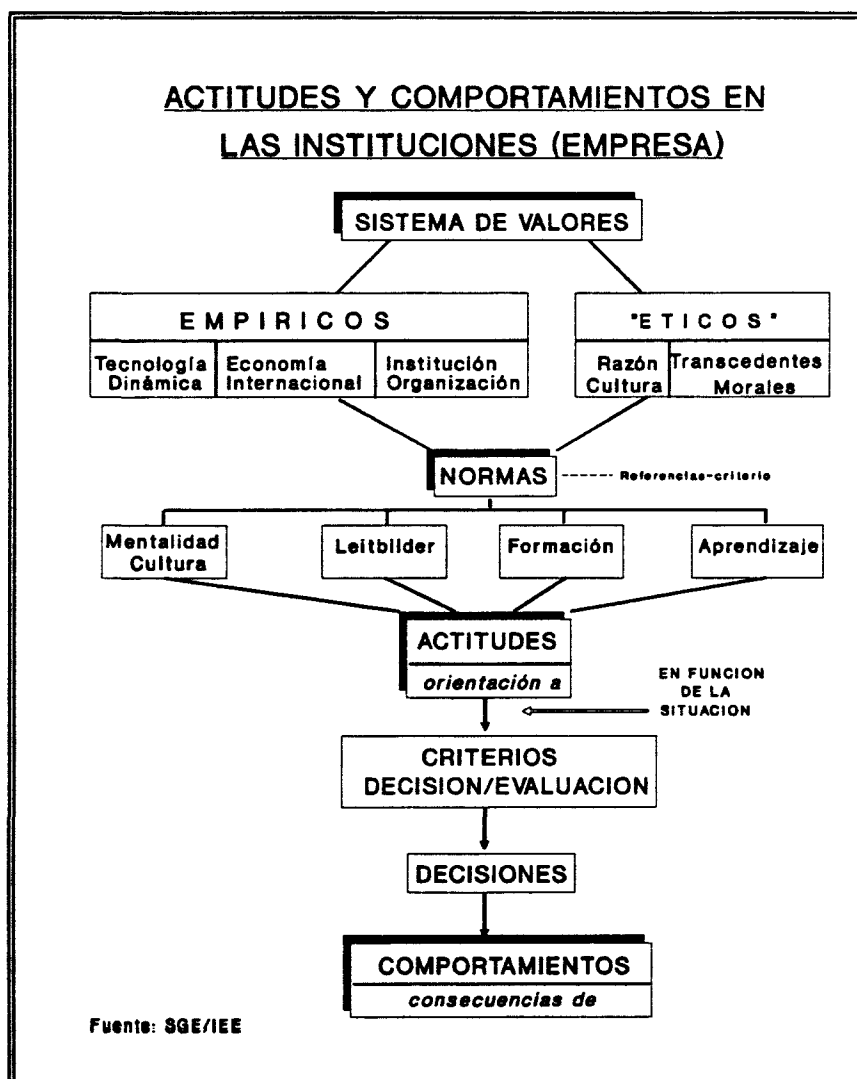 ACTITUDES Y COMPORTAMIENTOS EN
LAS INSTITUCIONES (EMPRESA)
SISTEMA DE VALORES
EMPIRICOS
Tecnología
Dinámica
Economía
Internacional
Institución
Organización
"ETICOS"
Razón
Cultura
Transcedentes
Morales
NORMAS
Referencias-criterio
Mentalidad
Cultura
Leitbilder
Formación
Aprendizaje
ACTITUDES
orientación a
EN FUNCION
DE LA
SITUACION
CRITERIOS
DECISION/EVALUACION
DECISIONES
COMPORTAMIENTOS
consecuencias de
Fuente: SGE/IEE